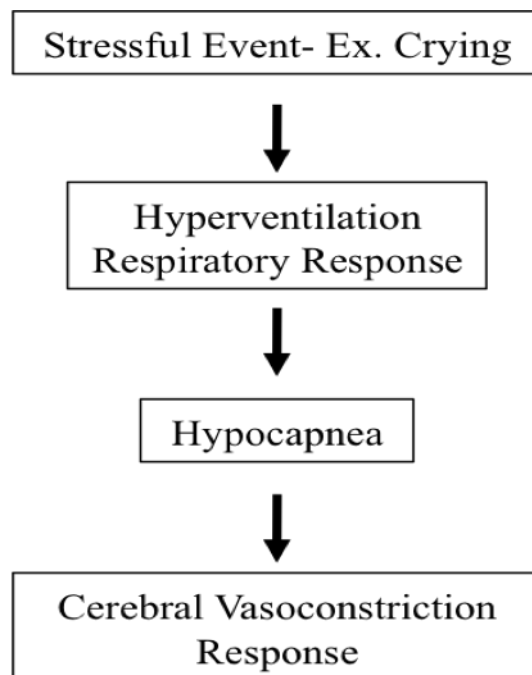 Stressful Event- Ex. Crying
Hyperventilation
Respiratory Response
Hypocapnea
Cerebral Vasoconstriction
Response